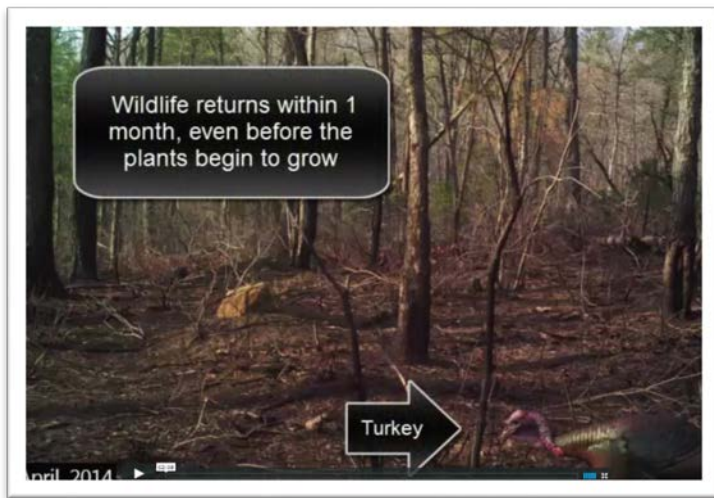 Wildlife returns within 1
month, even before the
plants begin to grow
Turkey
April, 2014